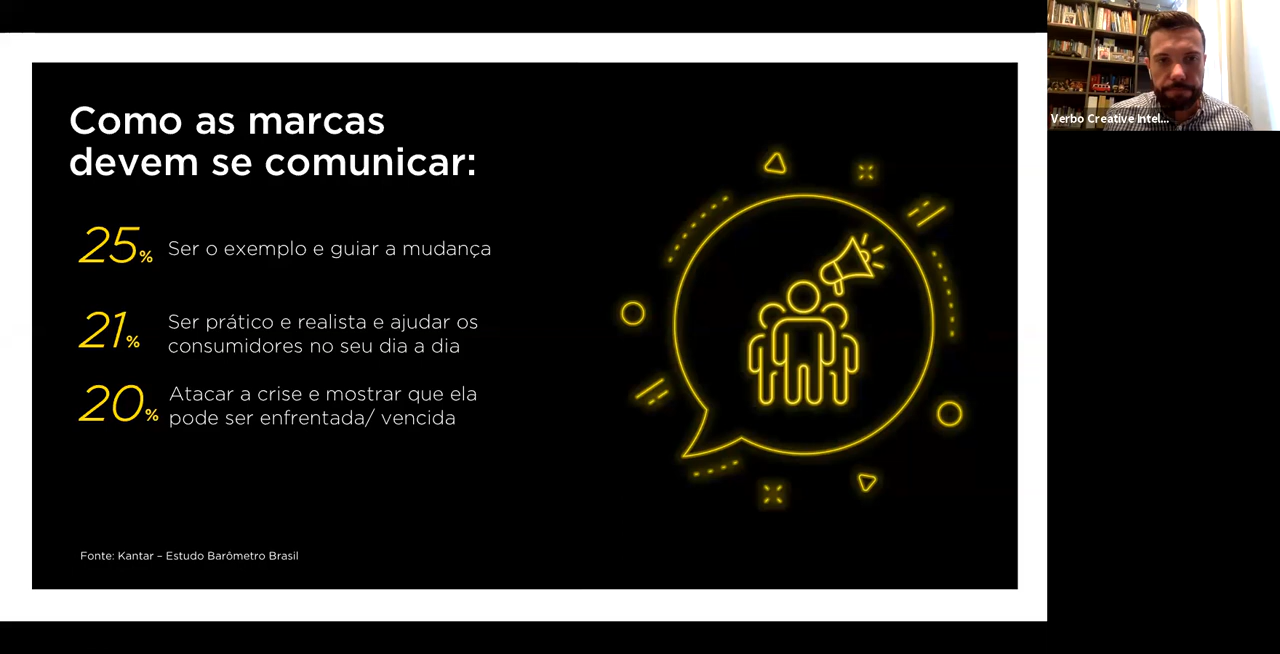 Como as marcas
devem se comunicar:
25% Ser o exemplo e guiar a mudança
21% Ser prático e realista e ajudar os
consumidores no seu dia a dia
20% Atacar a crise e mostrar que ela
pode ser enfrentada/ vencida
Fonte: Kantar – Estudo Barômetro Brasil
Verbo Creative Intel...